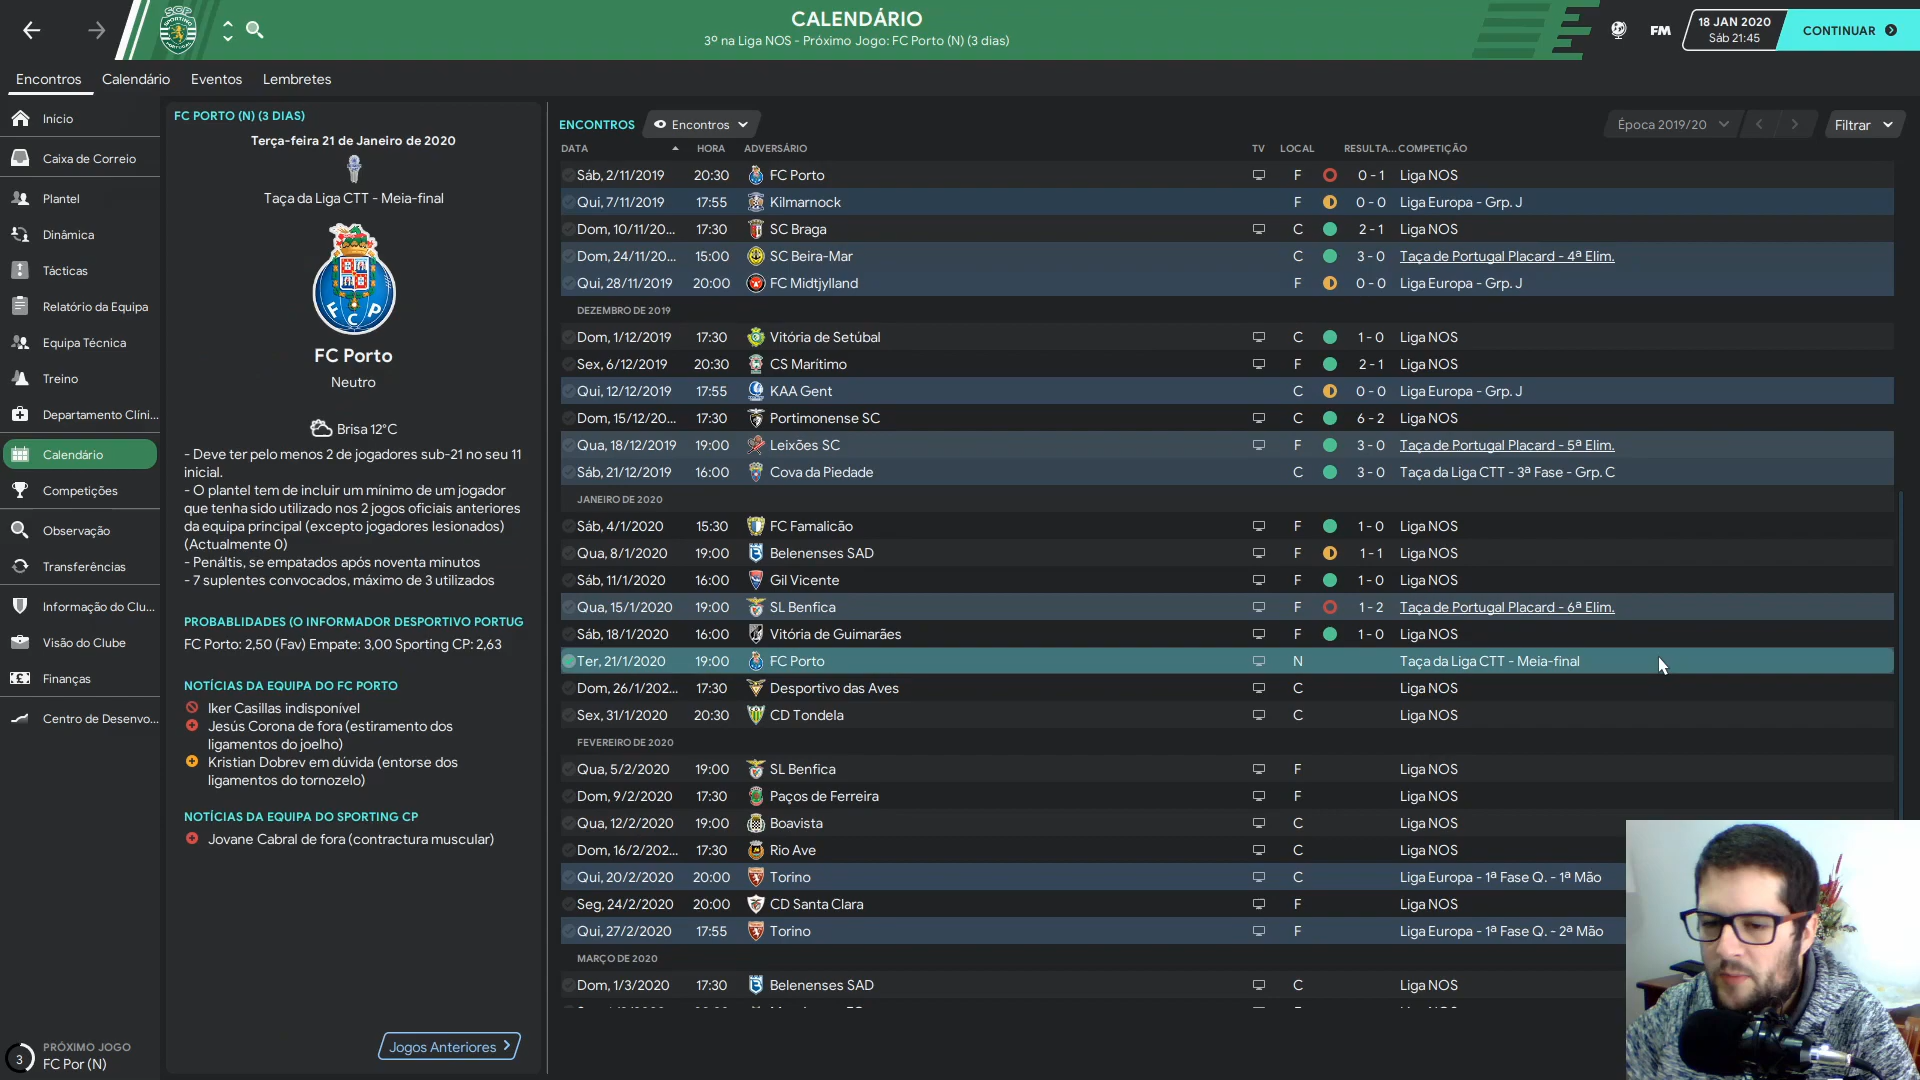 CALENDÁRIO
3º na Liga NOS - Próximo Jogo: FC Porto (N) (3 dias)
FM
18 JAN 2020
Sáb 21:45
CONTINUAR
Encontros Calendário Eventos Lembretes
Início
Caixa de Correio
Plantel
Dinâmica
Tácticas
Relatório da Equipa
Equipa Técnica
Treino
Departamento Clíni...
Calendário
Competições
Observação
Transferências
Informação do Clu...
Visão do Clube
Finanças
Centro de Desenvo...
3
PRÓXIMO JOGO
FC Por (N)
FC PORTO (N) (3 DIAS)
Terça-feira 21 de Janeiro de 2020
Taça da Liga CTT - Meia-final
FC Porto
Neutro
Brisa 12°C
- Deve ter pelo menos 2 de jogadores sub-21 no seu 11
inicial.
- O plantel tem de incluir um mínimo de um jogador
que tenha sido utilizado nos 2 jogos oficiais anteriores
da equipa principal (excepto jogadores lesionados)
(Actualmente 0)
- Penáltis, se empatados após noventa minutos
- 7 suplentes convocados, máximo de 3 utilizados
PROBABLIDADES (O INFORMADOR DESPORTIVO PORTUG
FC Porto: 2,50 (Fav) Empate: 3,00 Sporting CP: 2,63
NOTÍCIAS DA EQUIPA DO FC PORTO
Iker Casillas indisponível
Jesús Corona de fora (estiramento dos
ligamentos do joelho)
Kristian Dobrev em dúvida (entorse dos
ligamentos do tornozelo)
NOTÍCIAS DA EQUIPA DO SPORTING CP
Jovane Cabral de fora (contractura muscular)
Jogos Anteriores
ENCONTROS Encontros Época 2019/20 Filtrar
DATA HORA ADVERSÁRIO TV LOCAL RESULTA... COMPETIÇÃO
Sáb, 2/11/2019 20:30 FC Porto F 0 - 1 Liga NOS
Qui, 7/11/2019 17:55 Kilmarnock F 0 - 0 Liga Europa - Grp. J
Dom, 10/11/20... 17:30 SC Braga C 2 - 1 Liga NOS
Dom, 24/11/20... 15:00 SC Beira-Mar C 3 - 0 Taça de Portugal Placard - 4ª Elim.
Qui, 28/11/2019 20:00 FC Midtjylland F 0 - 0 Liga Europa - Grp. J
DEZEMBRO DE 2019
Dom, 1/12/2019 17:30 Vitória de Setúbal C 1 - 0 Liga NOS
Sex, 6/12/2019 20:30 CS Marítimo F 2 - 1 Liga NOS
Qui, 12/12/2019 17:55 KAA Gent C 0 - 0 Liga Europa - Grp. J
Dom, 15/12/20... 17:30 Portimonense SC C 6 - 2 Liga NOS
Qua, 18/12/2019 19:00 Leixões SC F 3 - 0 Taça de Portugal Placard - 5ª Elim.
Sáb, 21/12/2019 16:00 Cova da Piedade C 3 - 0 Taça da Liga CTT - 3ª Fase - Grp. C
JANEIRO DE 2020
Sáb, 4/1/2020 15:30 FC Famalicão F 1 - 0 Liga NOS
Qua, 8/1/2020 19:00 Belenenses SAD F 1 - 1 Liga NOS
Sáb, 11/1/2020 16:00 Gil Vicente F 1 - 0 Liga NOS
Qua, 15/1/2020 19:00 SL Benfica F 1 - 2 Taça de Portugal Placard - 6ª Elim.
Sáb, 18/1/2020 16:00 Vitória de Guimarães F 1 - 0 Liga NOS
Ter, 21/1/2020 19:00 FC Porto N Taça da Liga CTT - Meia-final
Dom, 26/1/202... 17:30 Desportivo das Aves C Liga NOS
Sex, 31/1/2020 20:30 CD Tondela C Liga NOS
FEVEREIRO DE 2020
Qua, 5/2/2020 19:00 SL Benfica F Liga NOS
Dom, 9/2/2020 17:30 Paços de Ferreira F Liga NOS
Qua, 12/2/2020 19:00 Boavista C Liga NOS
Dom, 16/2/202... 17:30 Rio Ave C Liga NOS
Qui, 20/2/2020 20:00 Torino C Liga Europa - 1ª Fase Q. - 1ª Mão
Seg, 24/2/2020 20:00 CD Santa Clara F Liga NOS
Qui, 27/2/2020 17:55 Torino F Liga Europa - 1ª Fase Q. - 2ª Mão
MARÇO DE 2020
Dom, 1/3/2020 17:30 Belenenses SAD C Liga NOS